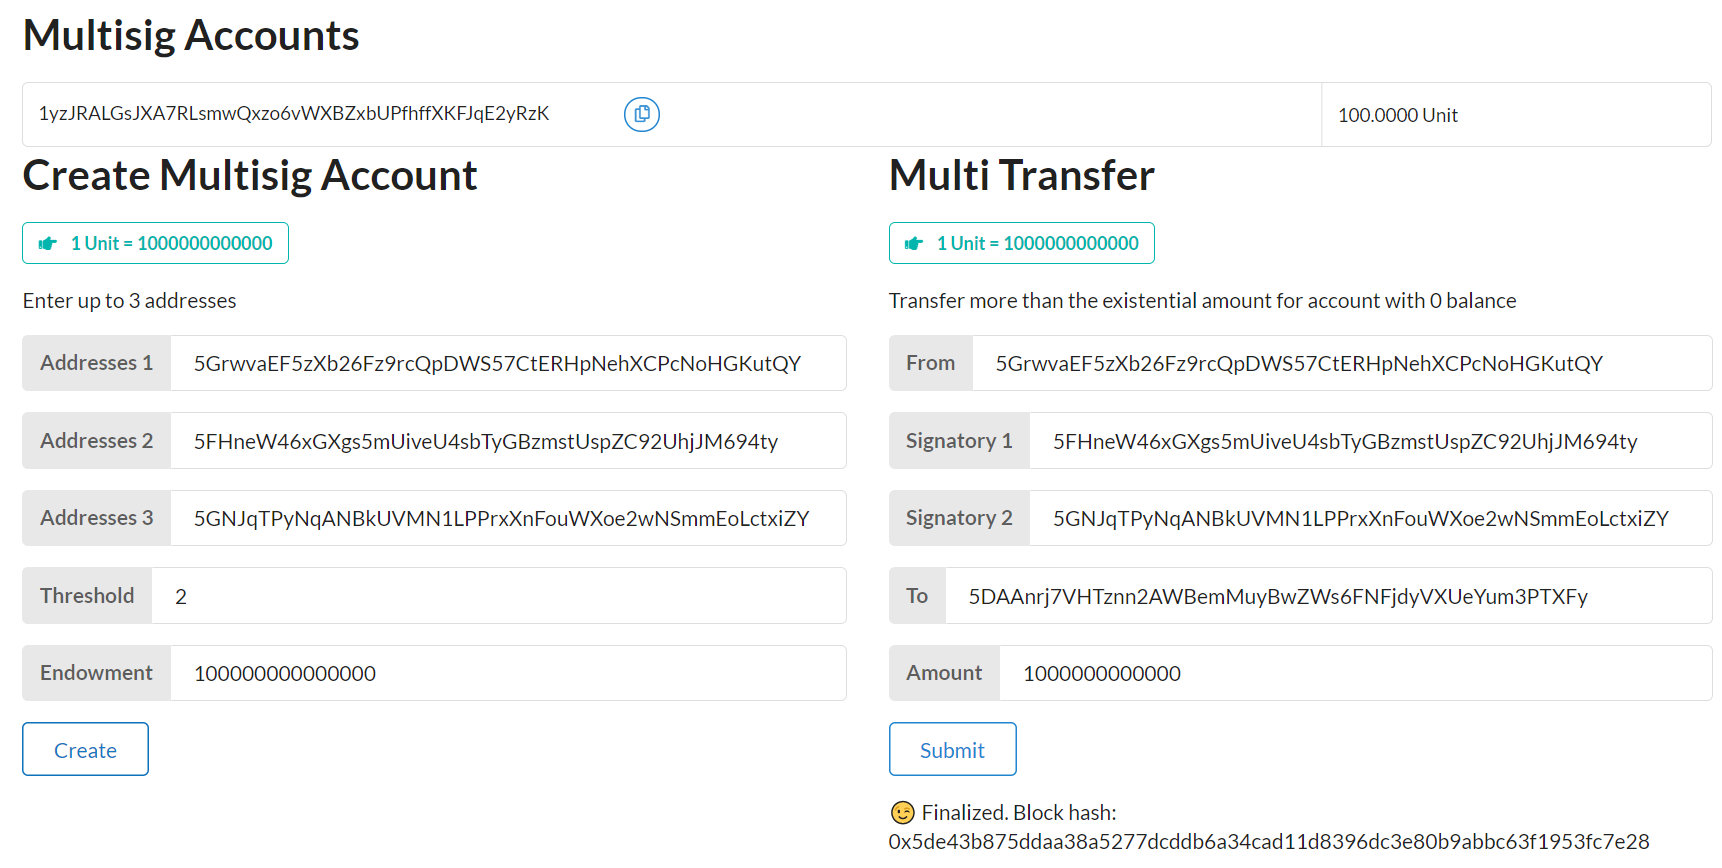 Multisig Accounts
1yzJRALGsJXA7RLsmwQxzo6vWXBZxbUPfhffXKFJqE2yRzK
100.0000 Unit
Create Multisig Account
1 Unit = 1000000000000
Enter up to 3 addresses
Addresses 1 5GrwvaEF5zXb26Fz9rcQpDWS57CtERHpNehXCPcNoHGKutQY
Addresses 2 5FHneW46xGXgs5mUiveU4sbTyGBzmstUspZC92UhjJM694ty
Addresses 3 5GNJqTPyNqANBkUVMN1LPPrxXnFouWXoe2wNSmmEoLctxiZY
Threshold 2
Endowment 100000000000000
Create
Multi Transfer
1 Unit = 1000000000000
Transfer more than the existential amount for account with 0 balance
From 5GrwvaEF5zXb26Fz9rcQpDWS57CtERHpNehXCPcNoHGKutQY
Signatory 1 5FHneW46xGXgs5mUiveU4sbTyGBzmstUspZC92UhjJM694ty
Signatory 2 5GNJqTPyNqANBkUVMN1LPPrxXnFouWXoe2wNSmmEoLctxiZY
To 5DAAnrj7VHTznn2AWBemMuyBwZWs6FNFjdyVXUeYum3PTXFy
Amount 1000000000000
Submit
😉 Finalized. Block hash:
0x5de43b875ddaa38a5277dcddb6a34cad11d8396dc3e80b9abbc63f1953fc7e28